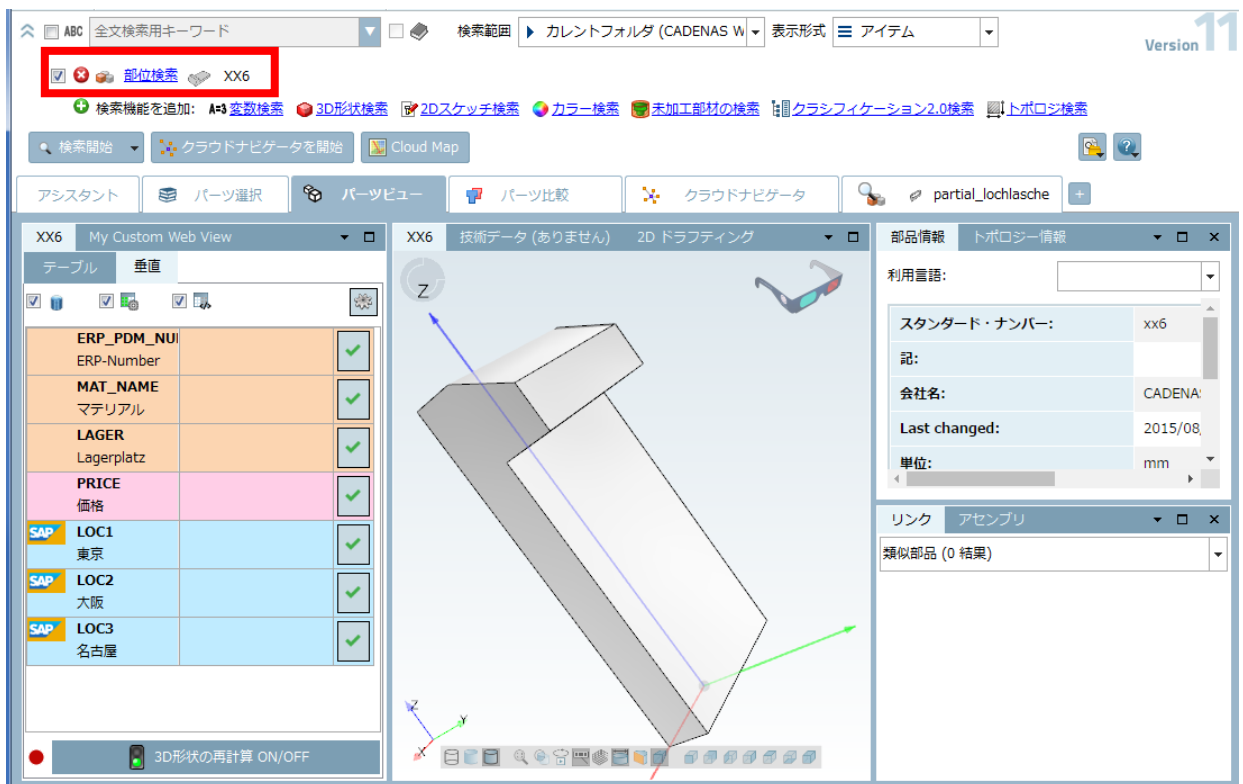 ABC 全文検索用キーワード 検索範囲 カレントフォルダ (CADENAS W 表示形式 アイテム
Version 11
部位検索 XX6
検索機能を追加: A=3 変数検索 3D形状検索 2Dスケッチ検索 カラー検索 未加工部材の検索 クラシフィケーション2.0検索 トポロジ検索
検索開始 クラウドナビゲータを開始 Cloud Map
アシスタント パーツ選択 パーツビュー パーツ比較 クラウドナビゲータ partial_lochlasche
XX6 My Custom Web View
テーブル 垂直
ERP_PDM_NU
ERP-Number
MAT_NAME
マテリアル
LAGER
Lagerplatz
PRICE
価格
SAP LOC1
東京
SAP LOC2
大阪
SAP LOC3
名古屋
3D形状の再計算 ON/OFF
XX6 技術データ (ありません) 2D ドラフティング
Z
Z
Y
X
部品情報 トポロジー情報
利用言語:
スタンダード・ナンバー: xx6
記:
会社名: CADENA
Last changed: 2015/08
単位: mm
リンク アセンブリ
類似部品 (0 結果)